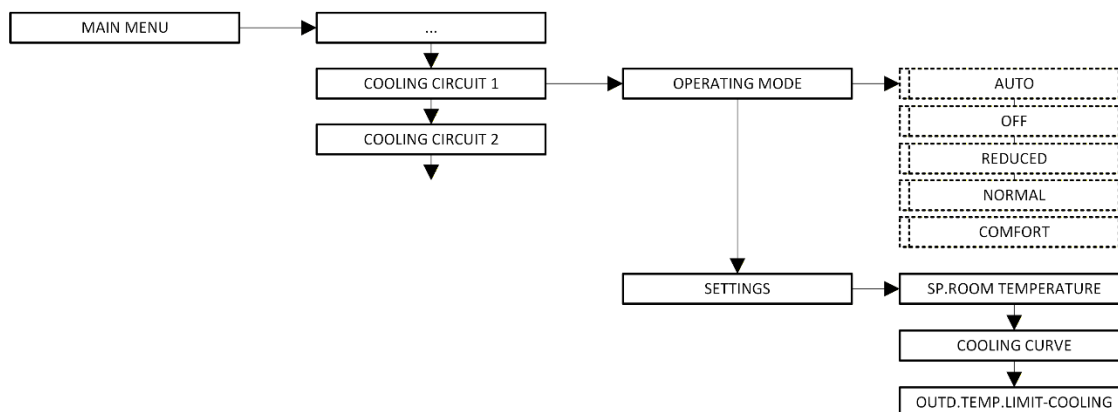 MAIN MENU
...
COOLING CIRCUIT 1
OPERATING MODE
AUTO
OFF
COOLING CIRCUIT 2
REDUCED
NORMAL
COMFORT
SETTINGS
SP.ROOM TEMPERATURE
COOLING CURVE
OUTD.TEMP.LIMIT-COOLING